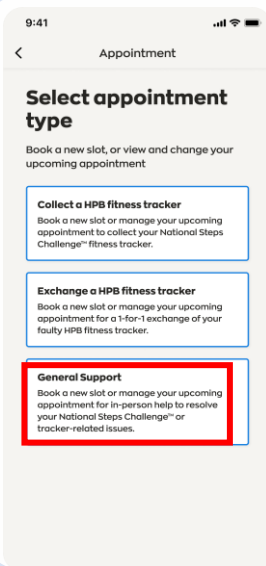 9:41
Appointment
Select appointment
type
Book a new slot, or view and change your
upcoming appointment
Collect a HPB fitness tracker
Book a new slot or manage your upcoming
appointment to collect your National Steps
Challenge™ fitness tracker.
Exchange a HPB fitness tracker
Book a new slot or manage your upcoming
appointment for a 1-for-1 exchange of your
faulty HPB fitness tracker.
General Support
Book a new slot or manage your upcoming
appointment for in-person help to resolve
your National Steps Challenge™ or
tracker-related issues.